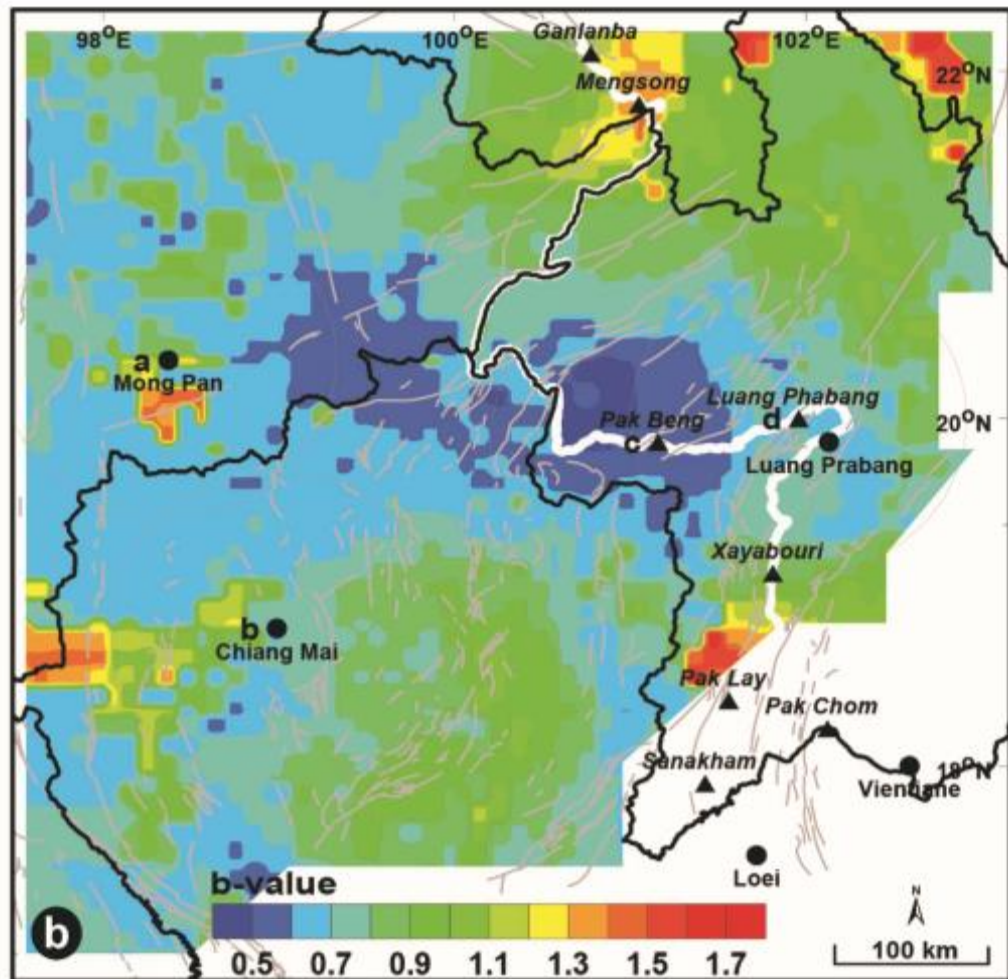 98°E 100°E 102°E
Ganlanba
22°N
Mengsong
a
Mong Pan
Luang Phabang
d
Pak Beng
c
20°N
Luang Prabang
Xayabouri
b
Chiang Mai
Pak Lay
Pak Chom
Sanakham
18°N
Vientiane
Loei
b-value
N
b
0.5 0.7 0.9 1.1 1.3 1.5 1.7
100 km